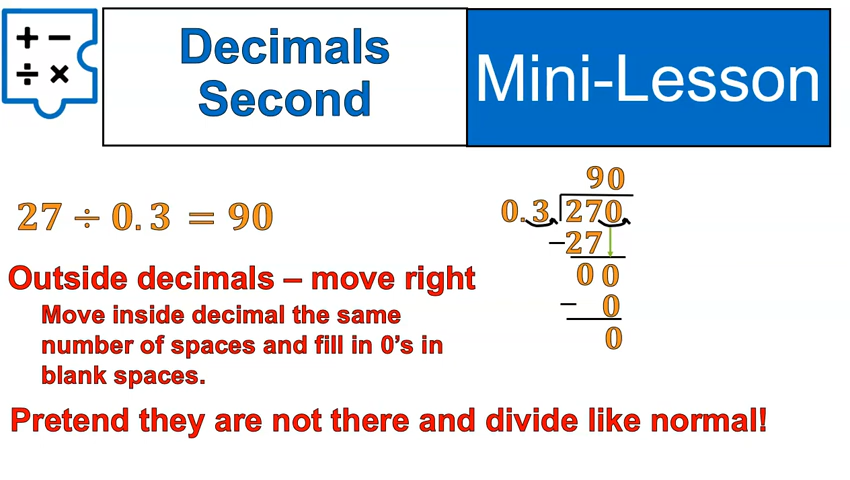 + −
÷ ×
Decimals
Second
Mini-Lesson
27 ÷ 0.3 = 90
Outside decimals – move right
Move inside decimal the same
number of spaces and fill in 0's in
blank spaces.
90
0.3 270
−27
0 0
− 0
0
Pretend they are not there and divide like normal!